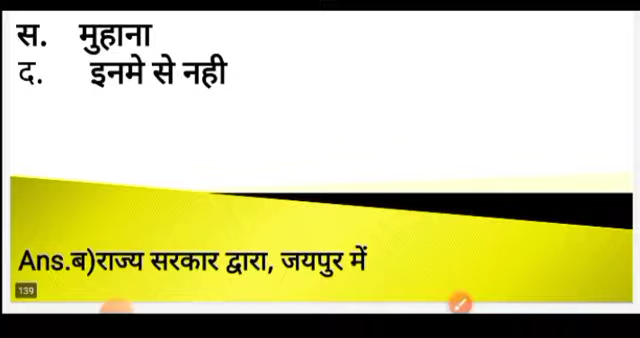 स. मुहाना
द. इनमे से नही
Ans.ब)राज्य सरकार द्वारा, जयपुर में
139